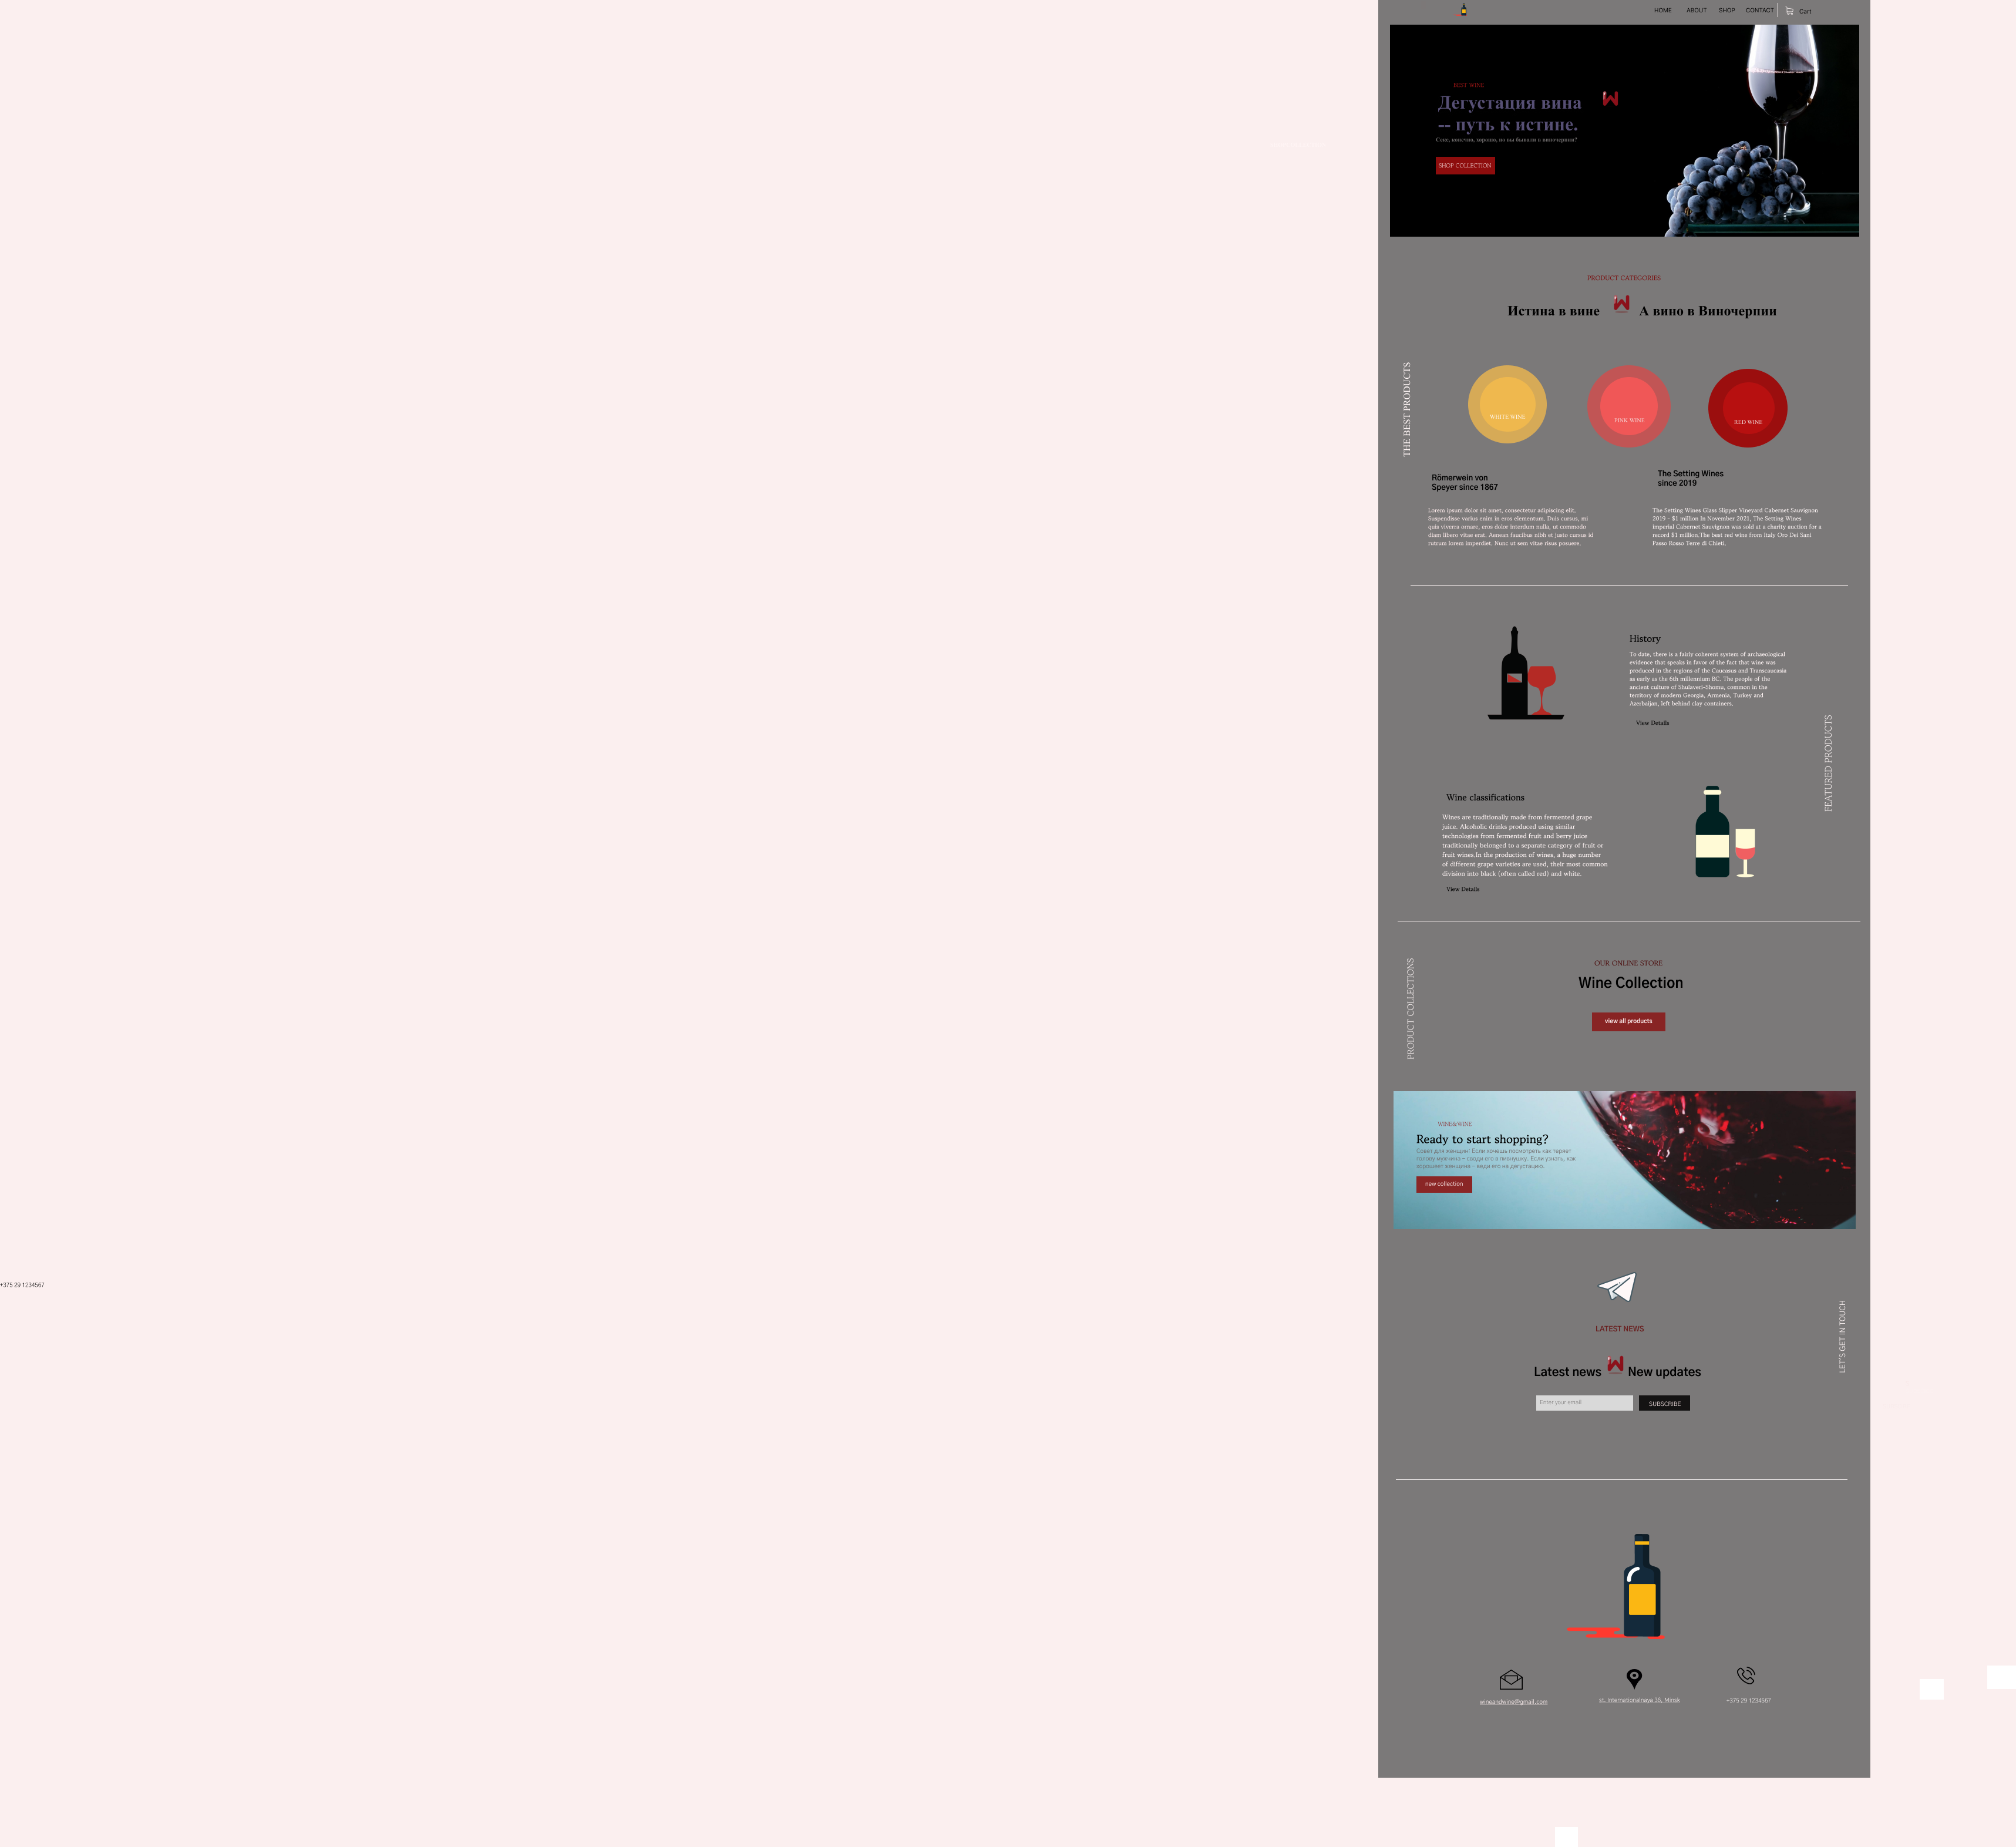 HOME ABOUT SHOP CONTACT Cart
BEST WINE
Дегустация вина
-- путь к истине.
Секс, конечно, хорошо, но вы бывали в виночерпии?
SHOP COLLECTION
PRODUCT CATEGORIES
Истина в вине А вино в Виночерпии
THE BEST PRODUCTS
WHITE WINE
PINK WINE
RED WINE
Römerwein von
Speyer since 1867
Lorem ipsum dolor sit amet, consectetur adipiscing elit.
Suspendisse varius enim in eros elementum. Duis cursus, mi
quis viverra ornare, eros dolor interdum nulla, ut commodo
diam libero vitae erat. Aenean faucibus nibh et justo cursus id
rutrum lorem imperdiet. Nunc ut sem vitae risus posuere.
The Setting Wines
since 2019
The Setting Wines Glass Slipper Vineyard Cabernet Sauvignon
2019 - $1 million In November 2021, The Setting Wines
imperial Cabernet Sauvignon was sold at a charity auction for a
record $1 million.The best red wine from Italy Oro Dei Sani
Passo Rosso Terre di Chieti.
History
To date, there is a fairly coherent system of archaeological
evidence that speaks in favor of the fact that wine was
produced in the regions of the Caucasus und Transcaucasia
as early as the 6th millennium BC. The people of the
ancient culture of Shulaveri-Shomu, common in the
territory of modern Georgia, Armenia, Turkey and
Azerbaijan, left behind clay containers.
View Details
FEATURED PRODUCTS
Wine classifications
Wines are traditionally made from fermented grape
juice. Alcoholic drinks produced using similar
technologies from fermented fruit and berry juice
traditionally belonged to a separate category of fruit or
fruit wines.In the production of wines, a huge number
of different grape varieties are used, their most common
division into black (often called red) and white.
View Details
PRODUCT COLLECTIONS
OUR ONLINE STORE
Wine Collection
view all products
WINE&WINE
Ready to start shopping?
Совет для женщин! Если хочешь посмотреть как теряет
голову мужчина – своди его в пивнушку. Если узнать, как
хорошеет женщина – веди его на дегустацию.
new collection
+375 29 1234567
LATEST NEWS
LET'S GET IN TOUCH
Latest news New updates
Enter your email
SUBSCRIBE
wineandwine@gmail.com
st. Internationalnaya 36, Minsk
+375 29 1234567